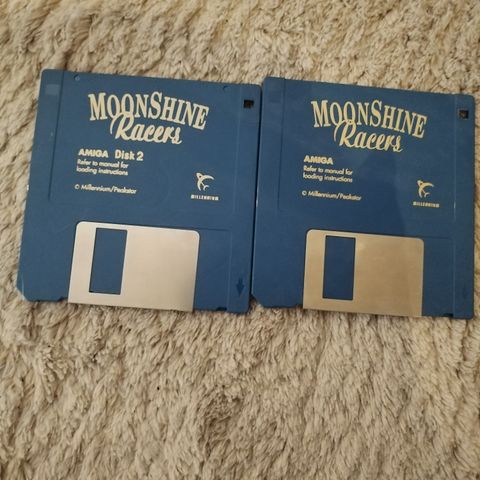 MOONSHINE
Racers
AMIGA Disk 2
Refer to manual for
loading instructions
© Millennium/Peakstar
MILLENNIUM
MOONSHINE
Racers
AMIGA
Refer to manual for
loading instructions
© Millennium/Peakstar
MILLENNIUM